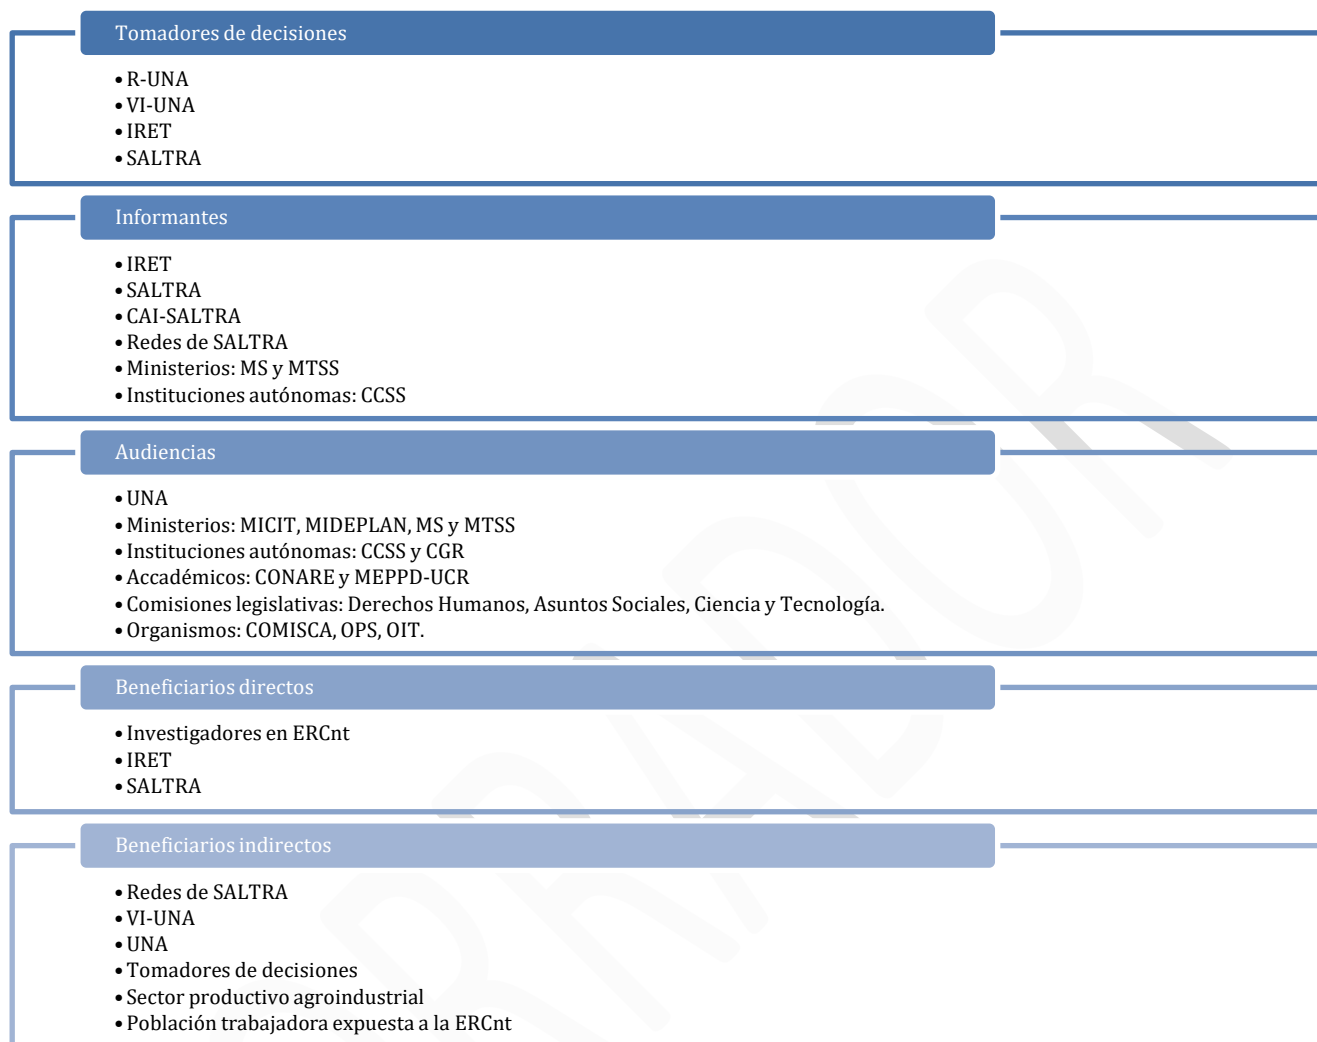 Tomadores de decisiones
• R-UNA
• VI-UNA
• IRET
• SALTRA
Informantes
• IRET
• SALTRA
• CAI-SALTRA
• Redes de SALTRA
• Ministerios: MS y MTSS
• Instituciones autónomas: CCSS
Audiencias
• UNA
• Ministerios: MICIT, MIDEPLAN, MS y MTSS
• Instituciones autónomas: CCSS y CGR
• Accadémicos: CONARE y MEPPD-UCR
• Comisiones legislativas: Derechos Humanos, Asuntos Sociales, Ciencia y Tecnología.
• Organismos: COMISCA, OPS, OIT.
Beneficiarios directos
• Investigadores en ERCnt
• IRET
• SALTRA
Beneficiarios indirectos
• Redes de SALTRA
• VI-UNA
• UNA
• Tomadores de decisiones
• Sector productivo agroindustrial
• Población trabajadora expuesta a la ERCnt